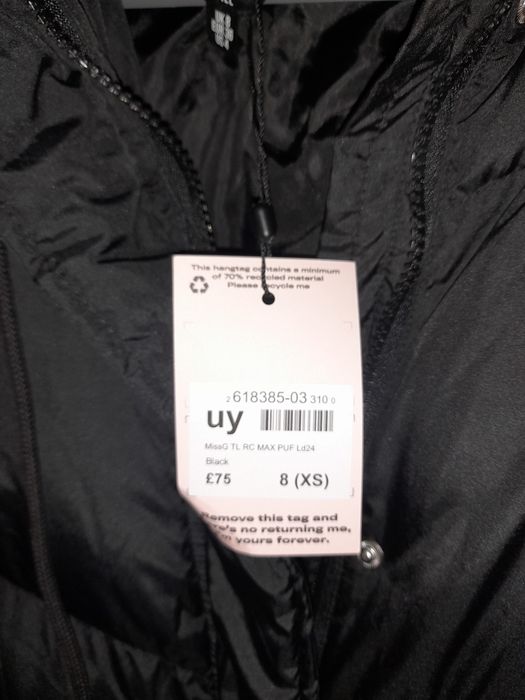 This hangtag contains a minimum
of 70% recycled material
Please recycle me
2 618385-03 310 0
uy
MissG TL RC MAX PUF Ld24
Black
£75 8 (XS)
Remove this tag and
no returning me,
yours forever.